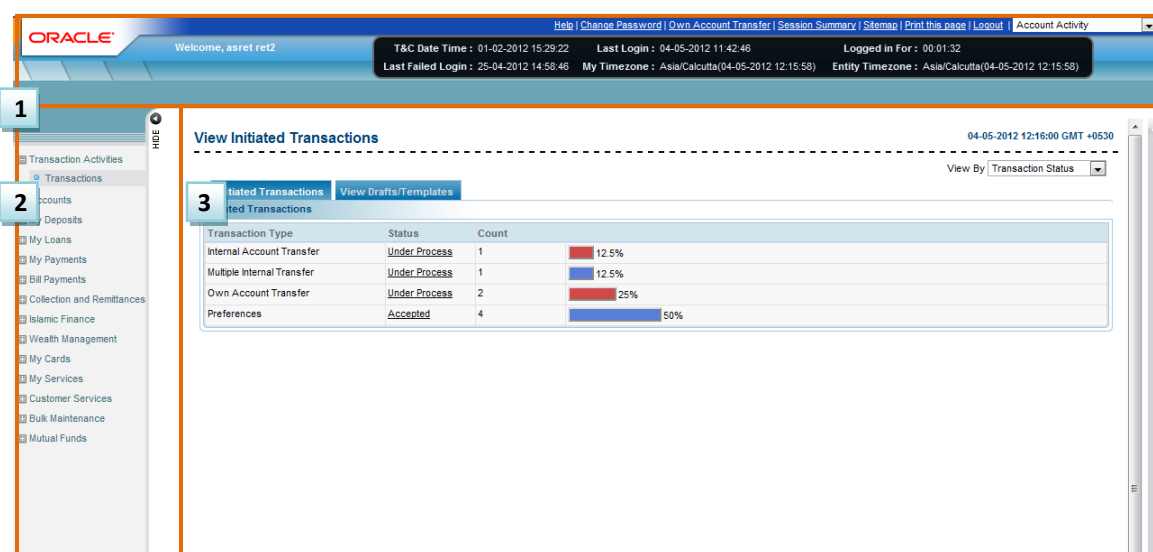 ORACLE
Help | Change Password | Own Account Transfer | Session Summary | Sitemap | Print this page | Logout | Account Activity
Welcome, asret ret2
T&C Date Time : 01-02-2012 15:29:22 Last Login : 04-05-2012 11:42:46 Logged in For : 00:01:32
Last Failed Login : 25-04-2012 14:58:46 My Timezone : Asia/Calcutta(04-05-2012 12:15:58) Entity Timezone : Asia/Calcutta(04-05-2012 12:15:58)
1
HIDE
Transaction Activities
Transactions
2
My Loans
My Payments
Bill Payments
Collection and Remittances
Islamic Finance
Wealth Management
My Cards
My Services
Customer Services
Bulk Maintenance
Mutual Funds
Deposits
View Initiated Transactions
04-05-2012 12:16:00 GMT +0530
View By Transaction Status
3
Transactions View Drafts/Templates
Transactions
Transaction Type Status Count
Internal Account Transfer Under Process 1 12.5%
Multiple Internal Transfer Under Process 1 12.5%
Own Account Transfer Under Process 2 25%
Preferences Accepted 4 50%